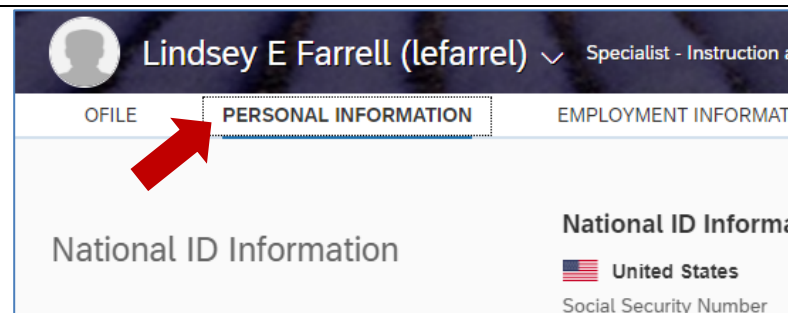 Lindsey E Farrell (lefarrel) Specialist - Instruction
OFILE PERSONAL INFORMATION EMPLOYMENT INFORMAT
National ID Information
National ID Informa
United States
Social Security Number